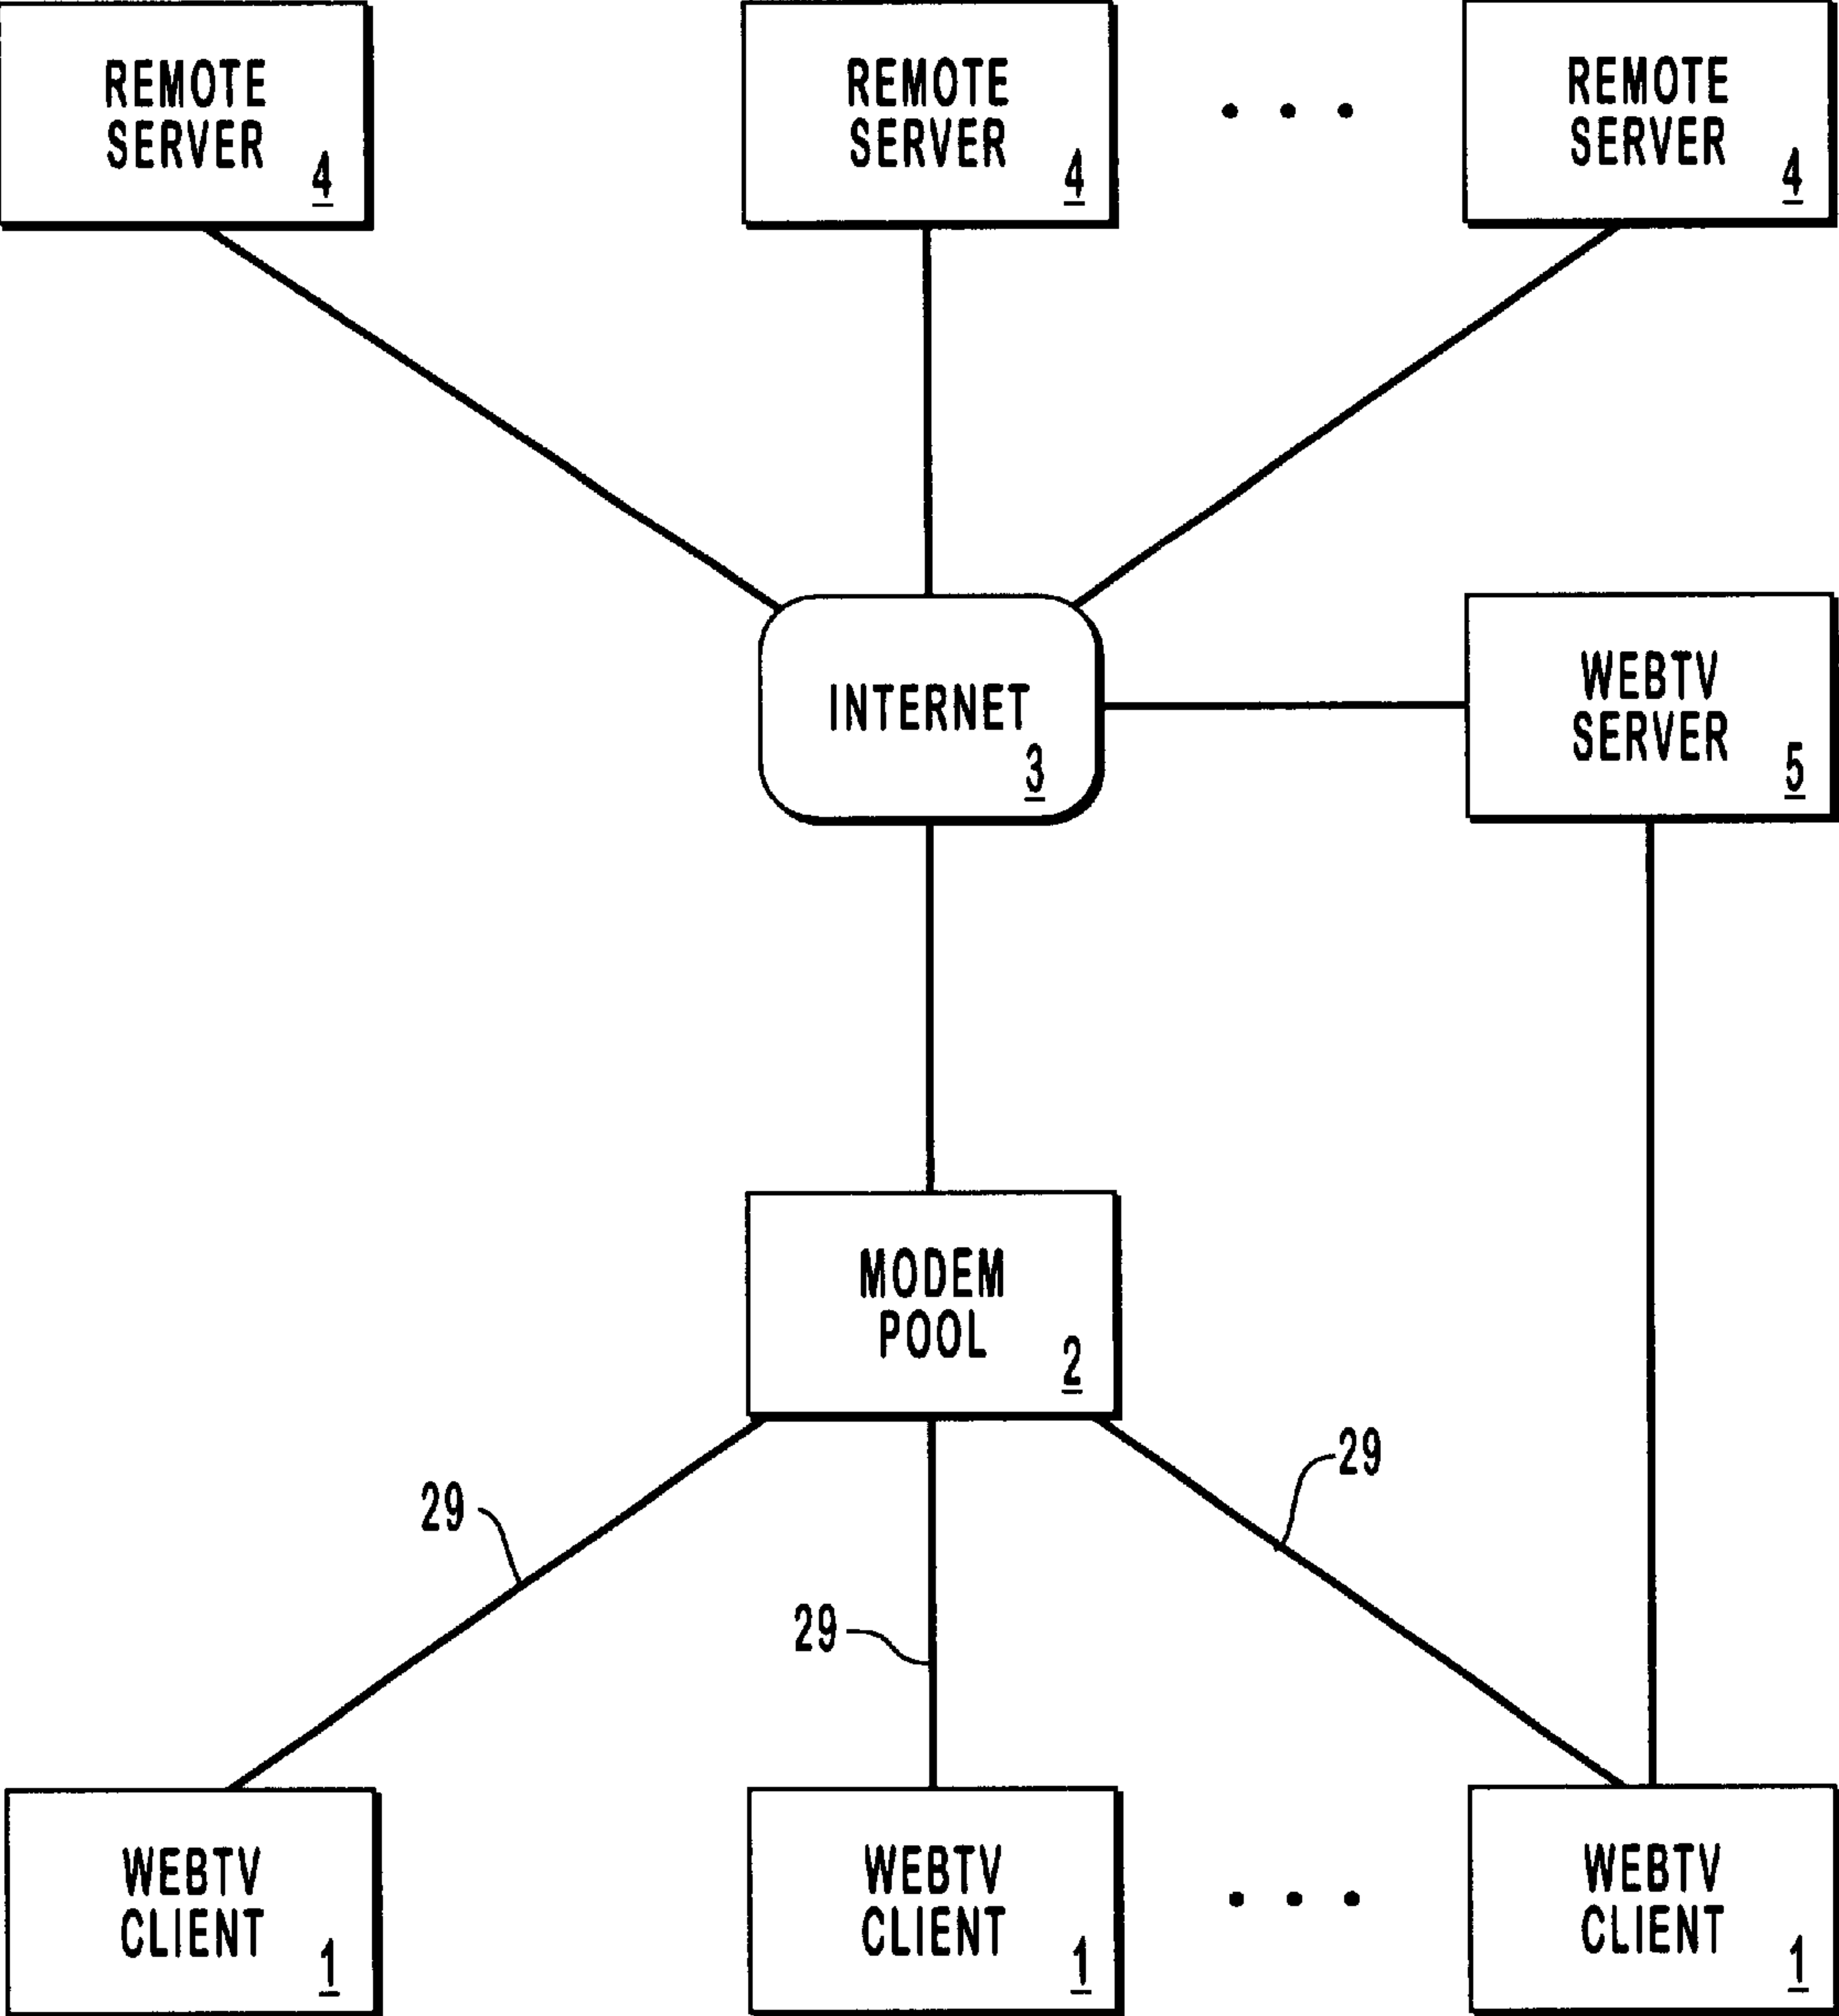 REMOTE
SERVER
4
REMOTE
SERVER
4
REMOTE
SERVER
4
INTERNET
3
WEBTV
SERVER
5
MODEM
POOL
2
29
29
29
WEBTV
CLIENT
1
WEBTV
CLIENT
1
WEBTV
CLIENT
1